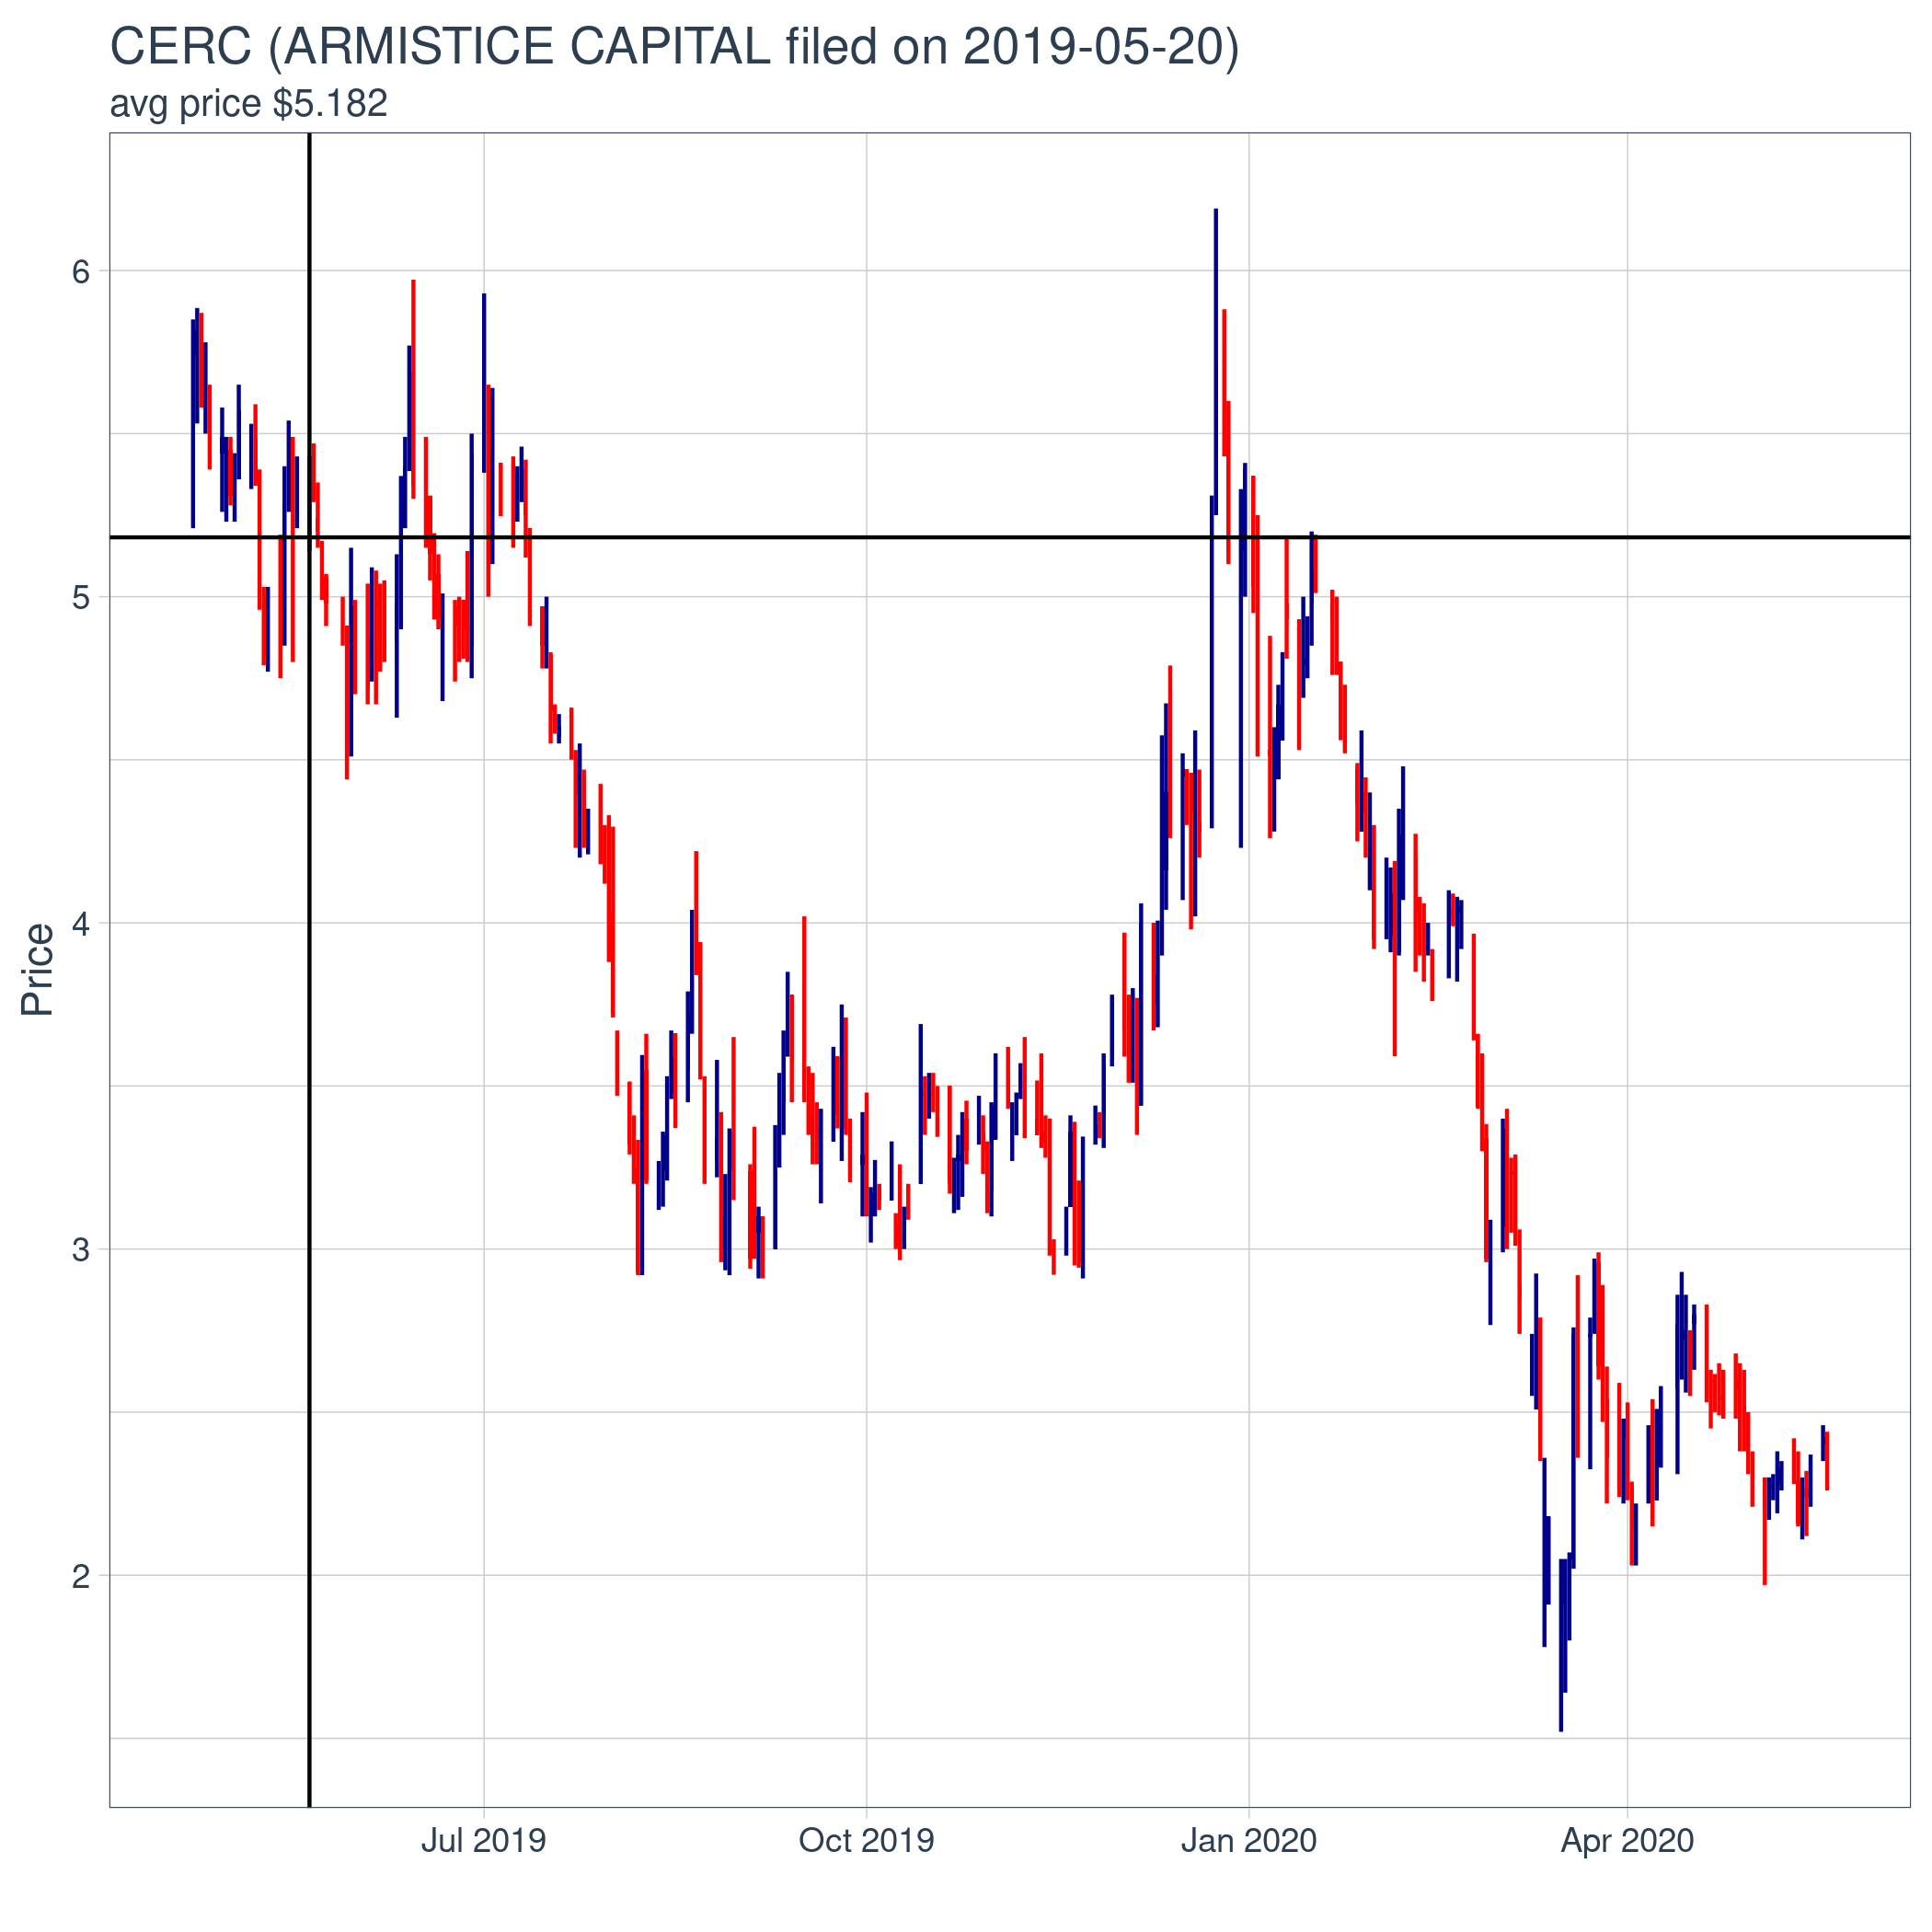 CERC (ARMISTICE CAPITAL filed on 2019-05-20)
avg price $5.182
6
5
4
3
2
Price
Jul 2019
Oct 2019
Jan 2020
Apr 2020